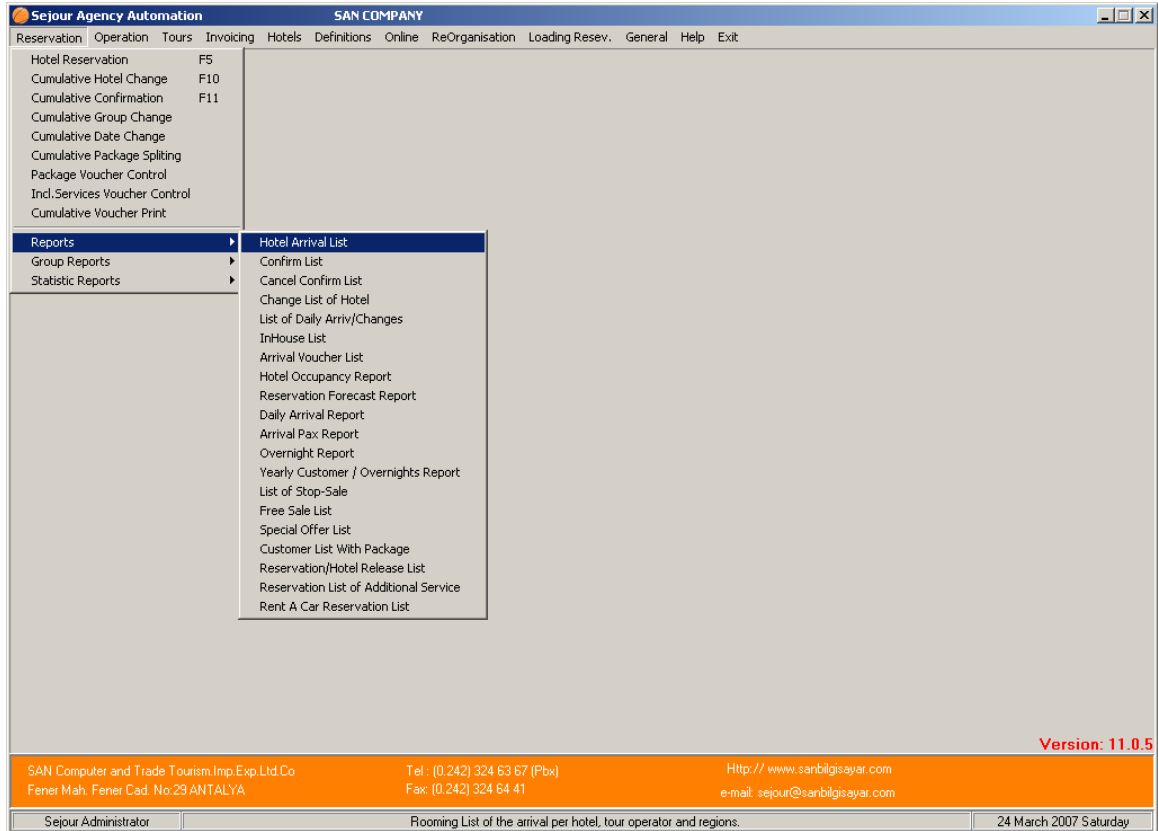 Sejour Agency Automation SAN COMPANY
Reservation Operation Tours Invoicing Hotels Definitions Online ReOrganisation Loading Resev. General Help Exit
Hotel Reservation F5
Cumulative Hotel Change F10
Cumulative Confirmation F11
Cumulative Group Change
Cumulative Date Change
Cumulative Package Spliting
Package Voucher Control
Incl.Services Voucher Control
Cumulative Voucher Print
Reports
Group Reports
Statistic Reports
Hotel Arrival List
Confirm List
Cancel Confirm List
Change List of Hotel
List of Daily Arriv/Changes
InHouse List
Arrival Voucher List
Hotel Occupancy Report
Reservation Forecast Report
Daily Arrival Report
Arrival Pax Report
Overnight Report
Yearly Customer / Overnights Report
List of Stop-Sale
Free Sale List
Special Offer List
Customer List With Package
Reservation/Hotel Release List
Reservation List of Additional Service
Rent A Car Reservation List
Version: 11.0.5
SAN Computer and Trade Tourism.Imp.Exp.Ltd.Co Tel : (0.242) 324 63 67 (Pbx) Http:// www.sanbilgisayar.com
Fener Mah. Fener Cad. No:29 ANTALYA Fax: (0.242) 324 64 41 e-mail: sejour@sanbilgisayar.com
Sejour Administrator Rooming List of the arrival per hotel, tour operator and regions. 24 March 2007 Saturday